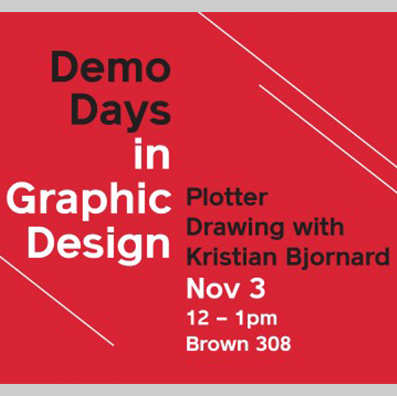 Demo
Days
in
Graphic
Design
Plotter
Drawing with
Kristian Bjornard
Nov 3
12 – 1pm
Brown 308